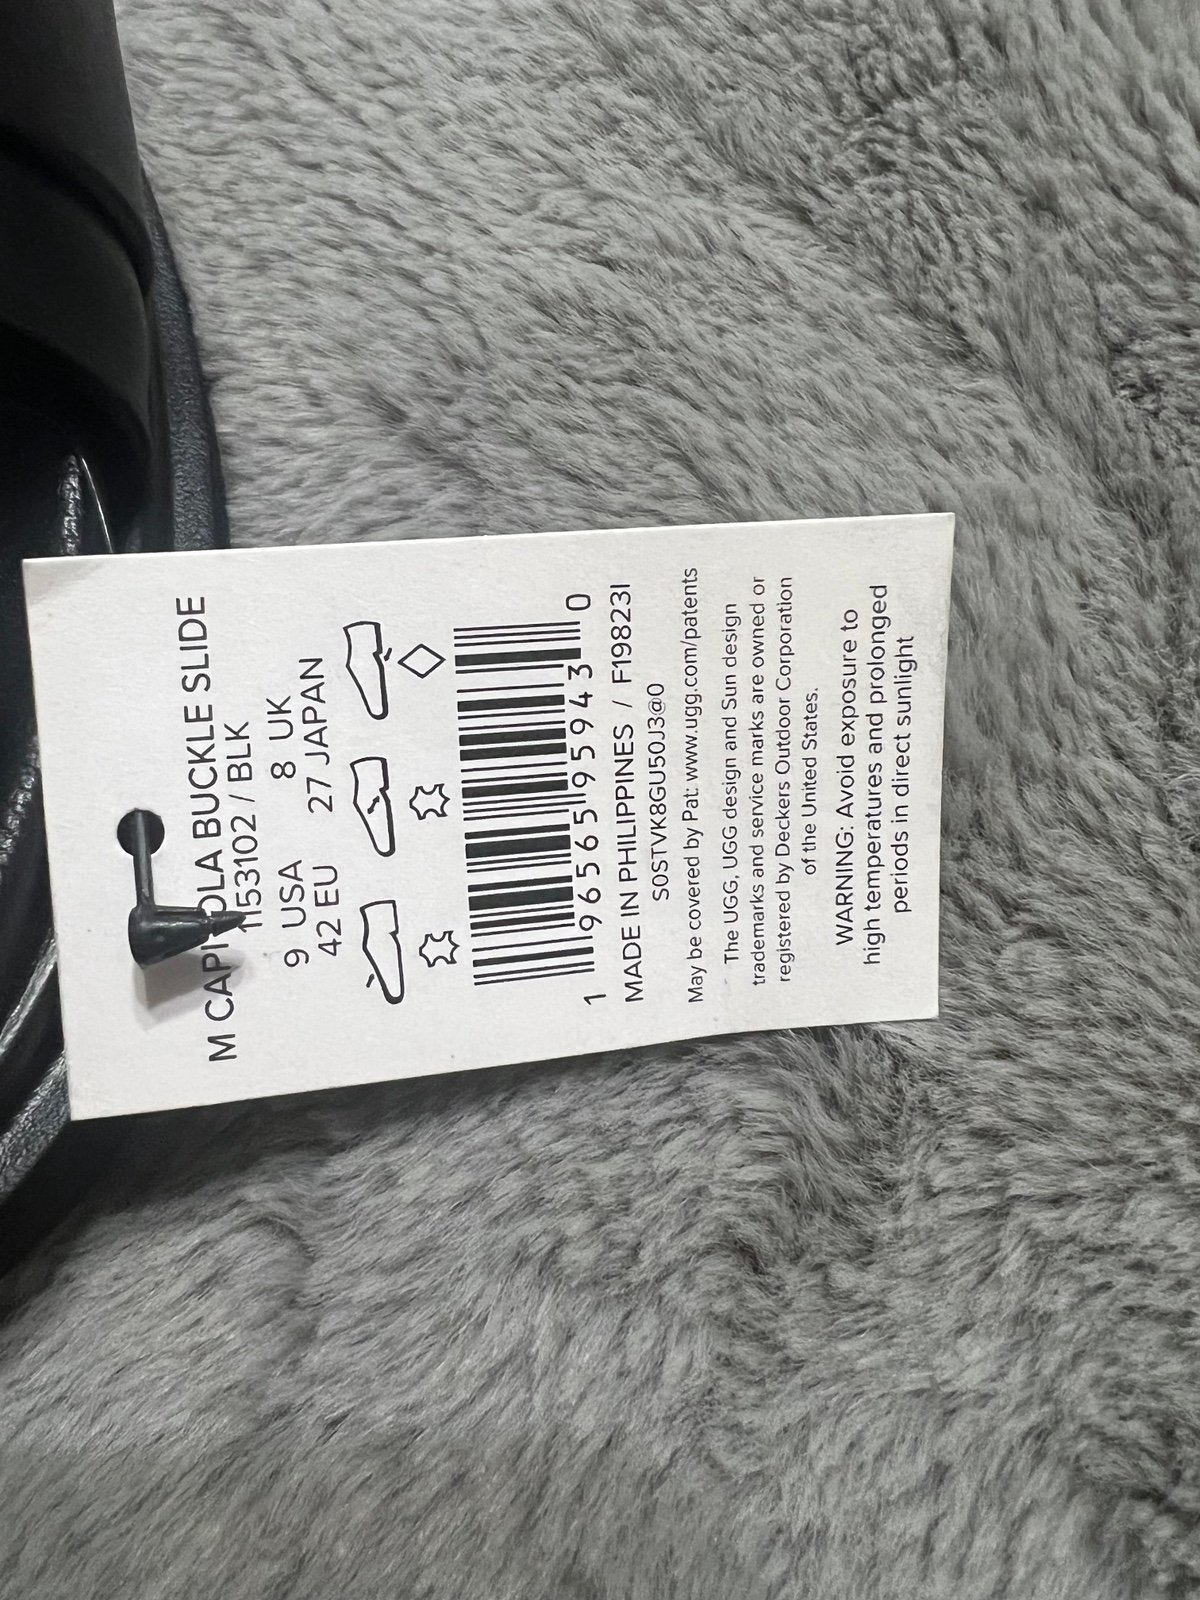 M CAPITOLA BUCKLE SLIDE
1153102 / BLK
9 USA 8 UK
42 EU 27 JAPAN
1 96565 95943 0
MADE IN PHILIPPINES / F19823I
S0STVK8GU50J3@0
May be covered by Pat: www.ugg.com/patents
The UGG, UGG design and Sun design
trademarks and service marks are owned or
registered by Deckers Outdoor Corporation
of the United States.
WARNING: Avoid exposure to
high temperatures and prolonged
periods in direct sunlight